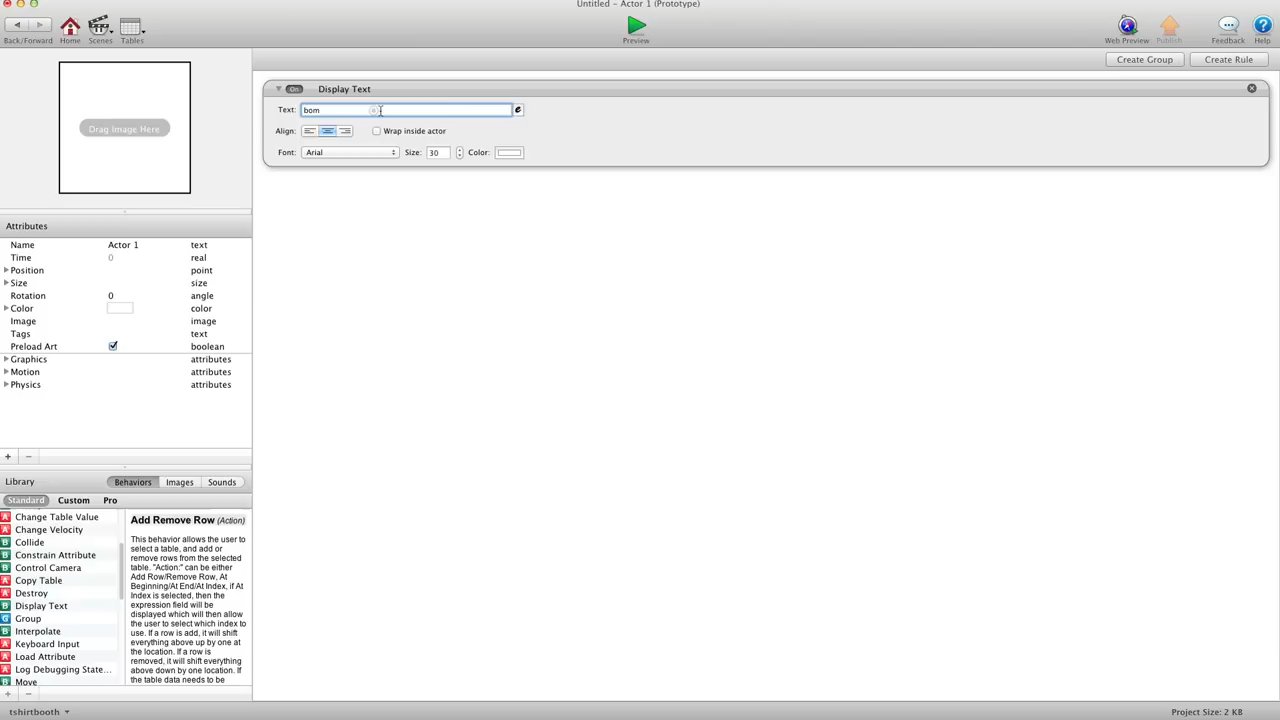 Untitled - Actor 1 (Prototype)
Back/Forward
Home
Scenes
Tables
Preview
Web Preview
Publish
Feedback
Help
Create Group
Create Rule
Drag Image Here
On
Display Text
Text:
bom
Align:
Wrap inside actor
Font:
Arial
Size:
30
Color:
Attributes
Name Actor 1 text
Time 0 real
Position point
Size size
Rotation 0 angle
Color color
Image image
Tags text
Preload Art boolean
Graphics attributes
Motion attributes
Physics attributes
+ −
Library
Behaviors
Images
Sounds
Standard
Custom
Pro
A Change Table Value
A Change Velocity
B Collide
B Constrain Attribute
B Control Camera
A Copy Table
A Destroy
B Display Text
G Group
B Interpolate
A Keyboard Input
A Load Attribute
A Log Debugging State...
B Move
Add Remove Row (Action)
This behavior allows the user to
select a table, and add or
remove rows from the selected
table. "Action:" can be either
Add Row/Remove Row, At
Beginning/At End/At Index, if At
Index is selected, then the
expression field will be
displayed which will then allow
the user to select which index to
use. If a row is add, it will shift
everything above up by one at
the location. If a row is
removed, it will shift everything
above down by one location. If
the table data needs to be
+ −
tshirtbooth
Project Size: 2 KB